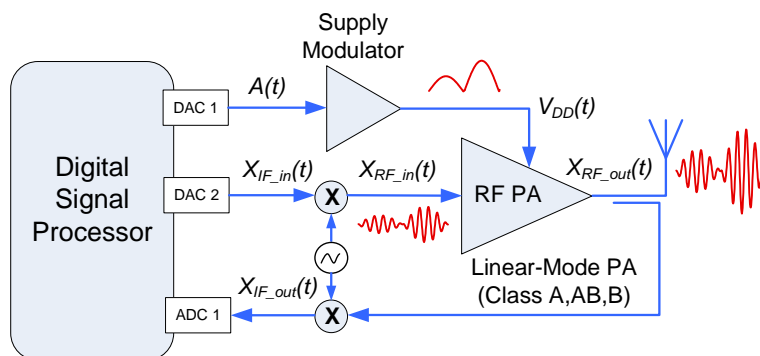 Supply
Modulator
DAC 1
A(t)
V_DD(t)
Digital
Signal
Processor
DAC 2
X_IF_in(t)
X
X_RF_in(t)
RF PA
X_RF_out(t)
Linear-Mode PA
(Class A,AB,B)
X_IF_out(t)
ADC 1
X